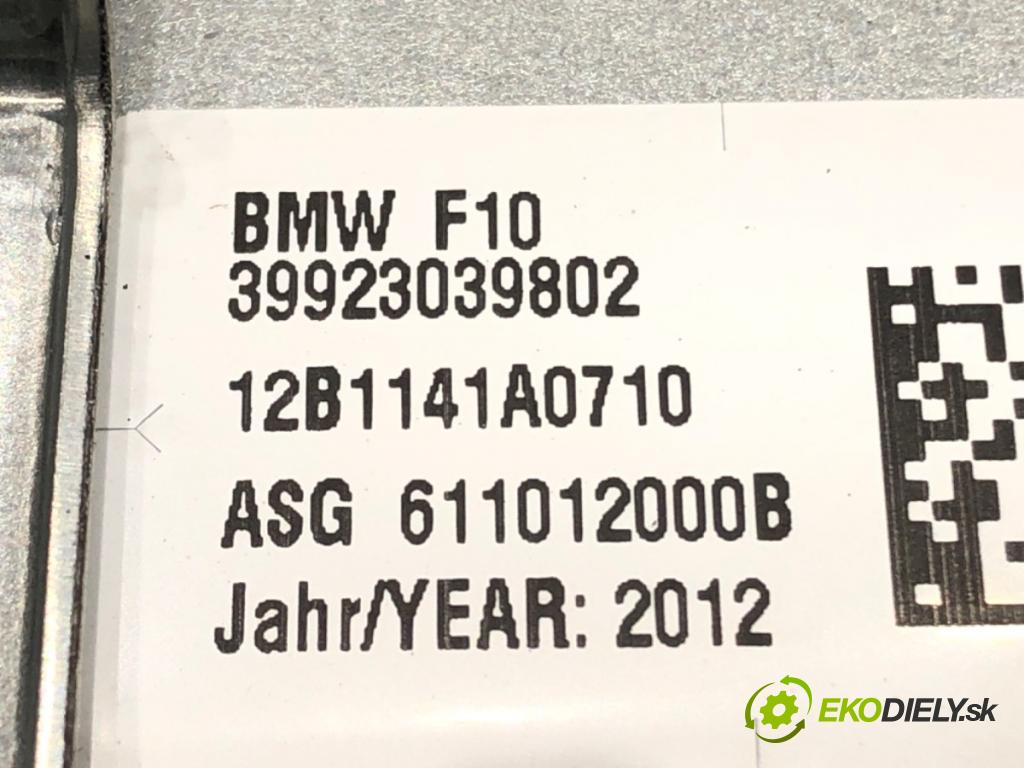 BMW F10
39923039802
12B1141A0710
ASG 611012000B
Jahr/YEAR: 2012
EKODIELY.sk